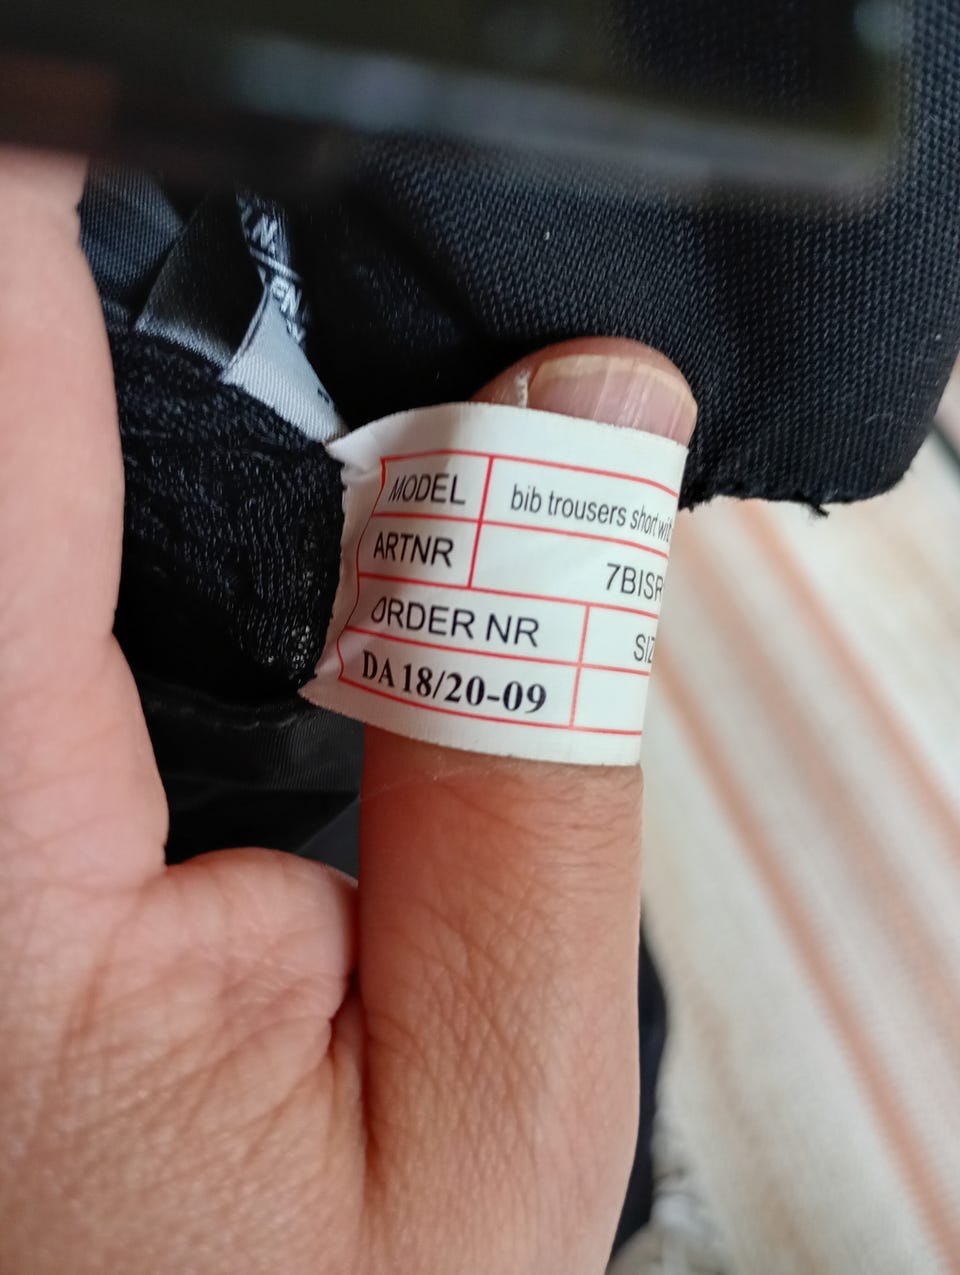 MODEL bib trousers short
ARTNR 7BISR
ORDER NR
DA 18/20-09